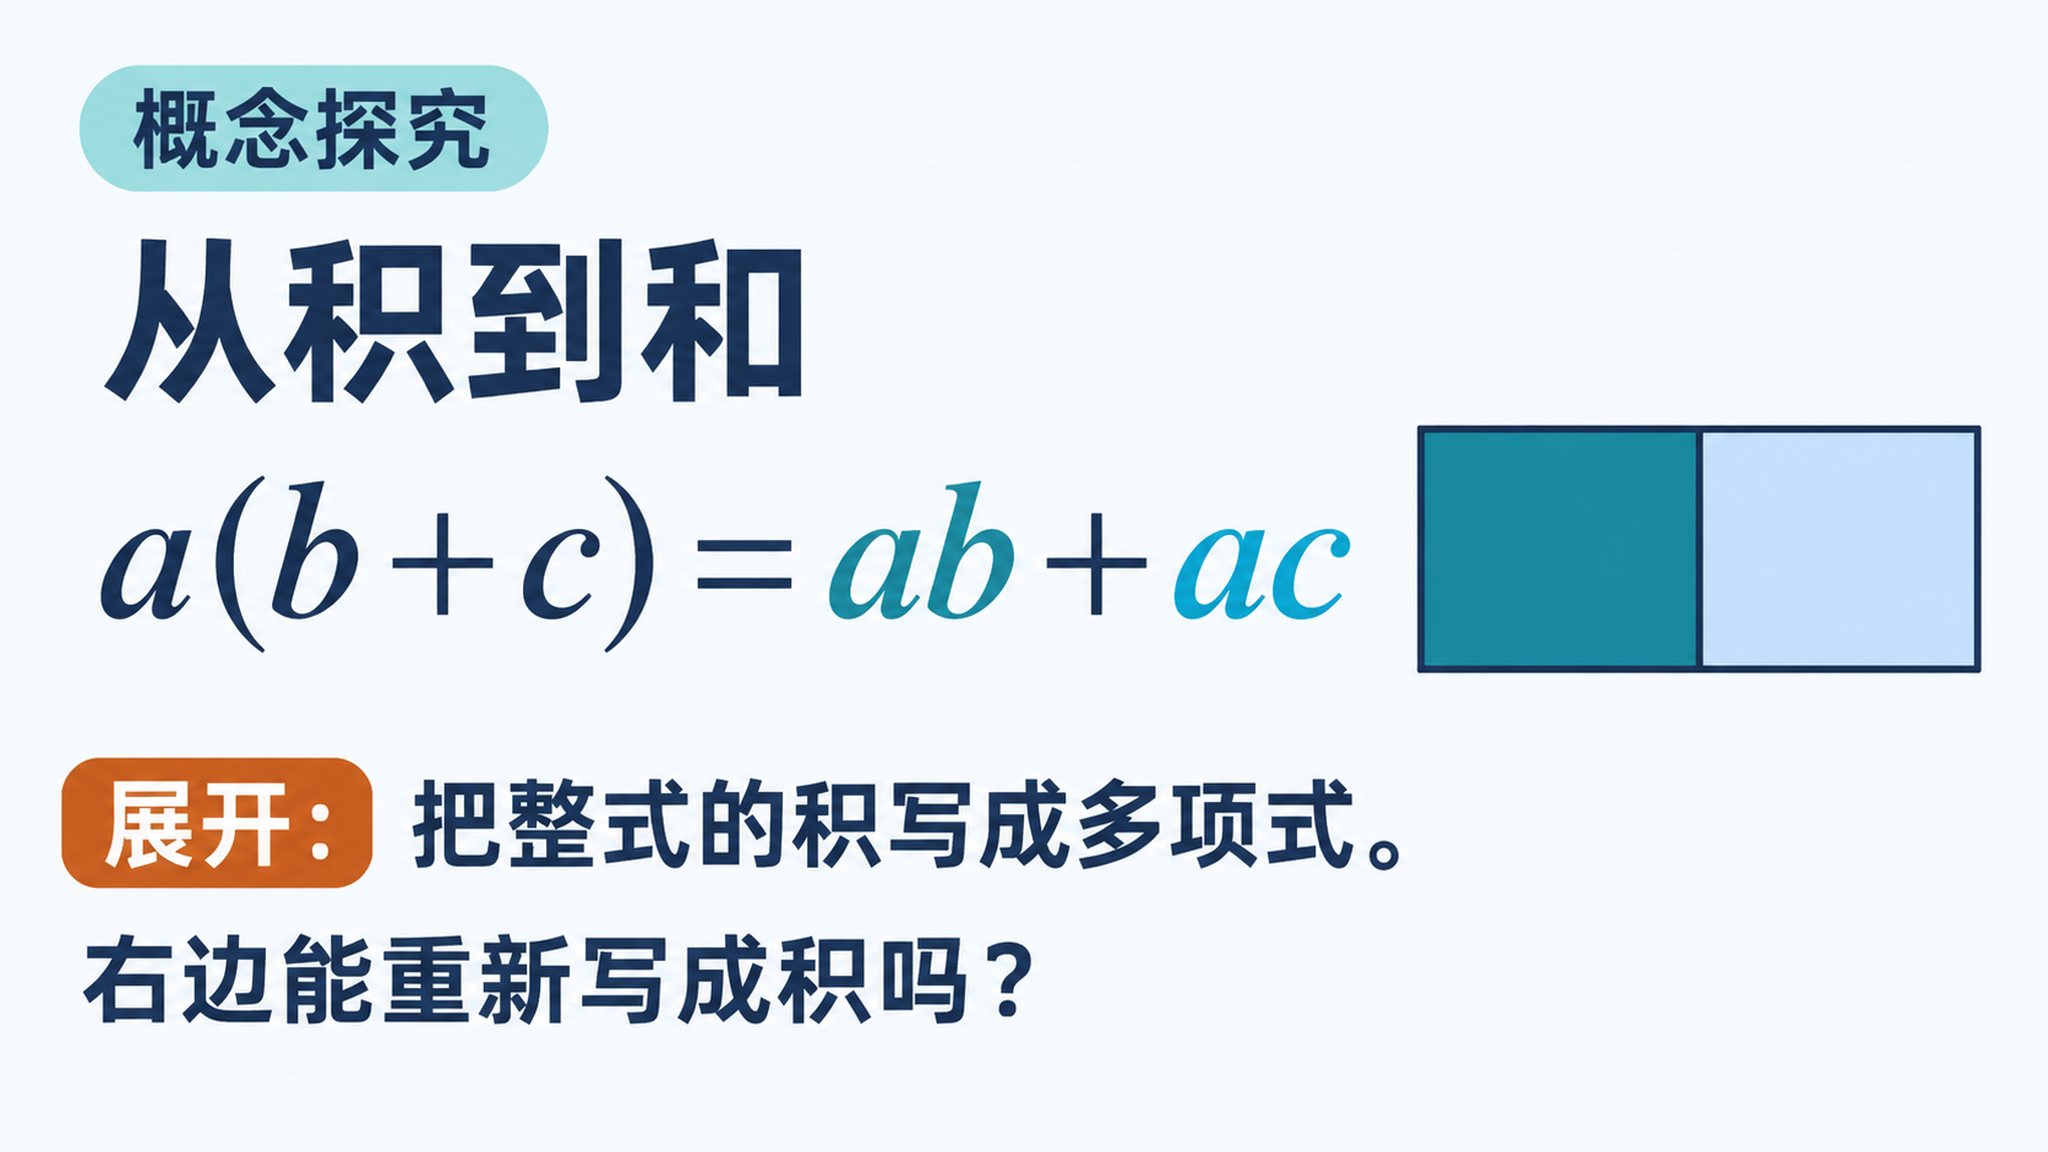 概念探究
从积到和
a(b+c)=ab+ac
展开：把整式的积写成多项式。
右边能重新写成积吗？